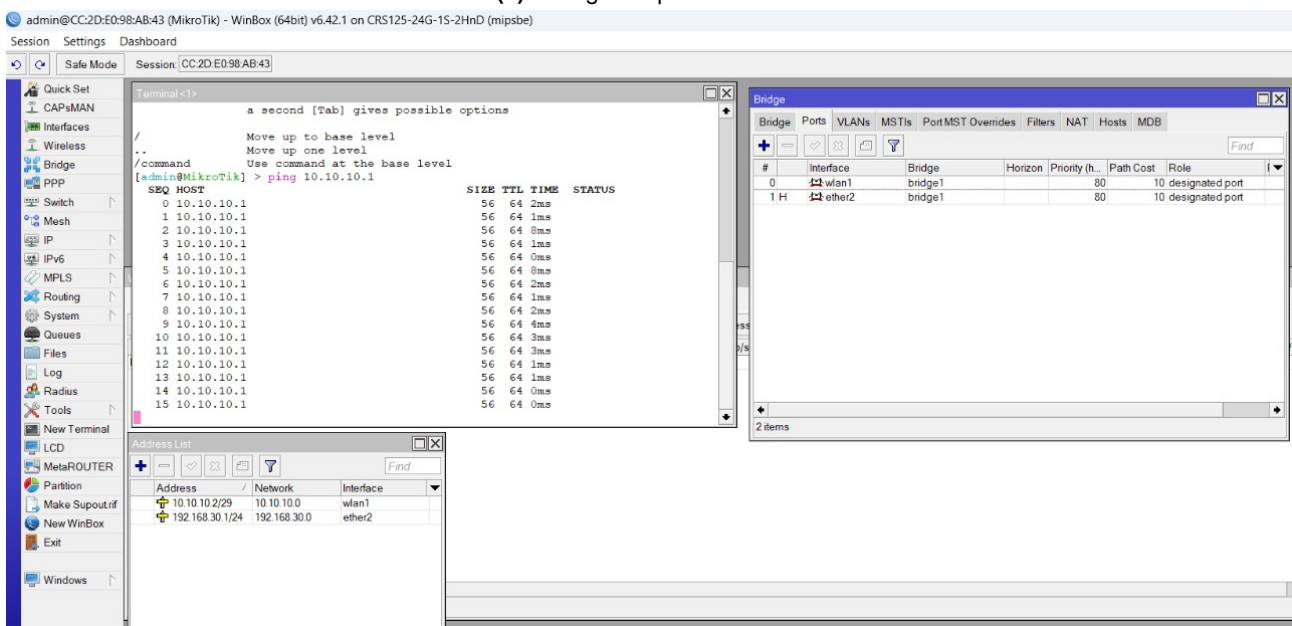 admin@CC:2D:E0:98:AB:43 (MikroTik) - WinBox (64bit) v6.42.1 on CRS125-24G-1S-2HnD (mipsbe)
Session Settings Dashboard
Safe Mode Session: CC:2D:E0:98:AB:43
Quick Set
CAPsMAN
Interfaces
Wireless
Bridge
PPP
Switch
Mesh
IP
IPv6
MPLS
Routing
System
Queues
Files
Log
Radius
Tools
New Terminal
LCD
MetaROUTER
Partition
Make Supout.rif
New WinBox
Exit
Windows
Terminal <1>
a second [Tab] gives possible options
/ Move up to base level
.. Move up one level
/command Use command at the base level
[admin@MikroTik] > ping 10.10.10.1
SEQ HOST SIZE TTL TIME STATUS
0 10.10.10.1 56 64 2ms
1 10.10.10.1 56 64 1ms
2 10.10.10.1 56 64 8ms
3 10.10.10.1 56 64 1ms
4 10.10.10.1 56 64 0ms
5 10.10.10.1 56 64 8ms
6 10.10.10.1 56 64 2ms
7 10.10.10.1 56 64 1ms
8 10.10.10.1 56 64 2ms
9 10.10.10.1 56 64 4ms
10 10.10.10.1 56 64 3ms
11 10.10.10.1 56 64 3ms
12 10.10.10.1 56 64 1ms
13 10.10.10.1 56 64 1ms
14 10.10.10.1 56 64 0ms
15 10.10.10.1 56 64 0ms
Address List
Find
Address / Network Interface
10.10.10.2/29 10.10.10.0 wlan1
192.168.30.1/24 192.168.30.0 ether2
Bridge
Bridge Ports VLANs MSTIs Port MST Overrides Filters NAT Hosts MDB
Find
# Interface Bridge Horizon Priority (h... Path Cost Role
0 wlan1 bridge1 80 10 designated port
1 H ether2 bridge1 80 10 designated port
2 items